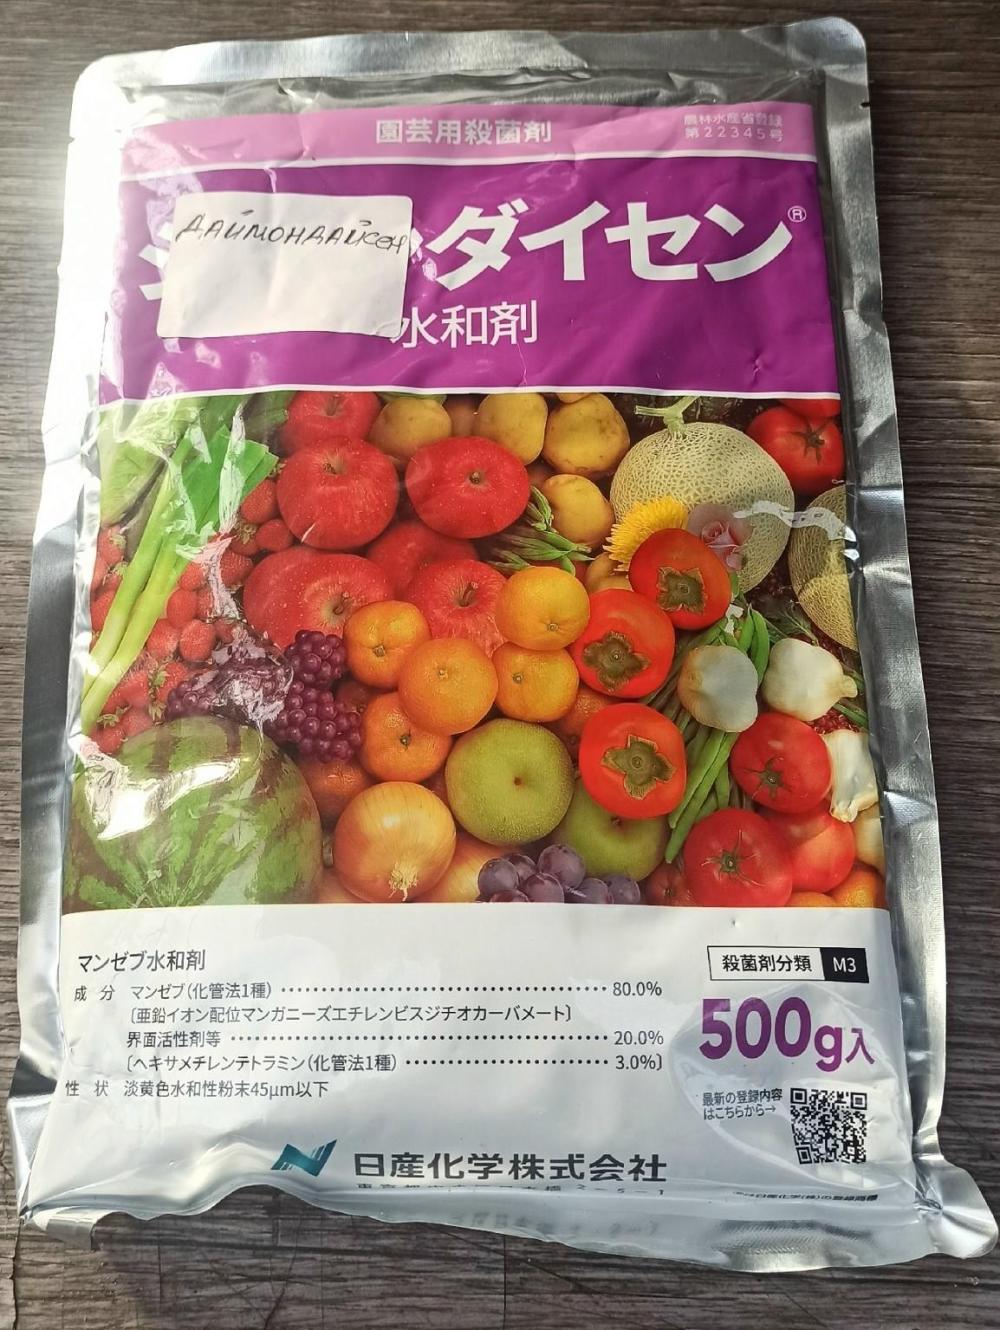 園芸用殺菌剤
農林水産省登録
第22345号
ДАЙМОНДАЙСЕН
ダイセン®
水和剤
マンゼブ水和剤
成 分 マンゼブ(化管法1種) 80.0%
〔亜鉛イオン配位マンガニーズエチレンビスジチオカーバメート〕
界面活性剤等 20.0%
〔ヘキサメチレンテトラミン(化管法1種) 3.0%〕
性 状 淡黄色水和性粉末45μm以下
殺菌剤分類 M3
500g入
最新の登録内容
はこちらから→
日産化学株式会社